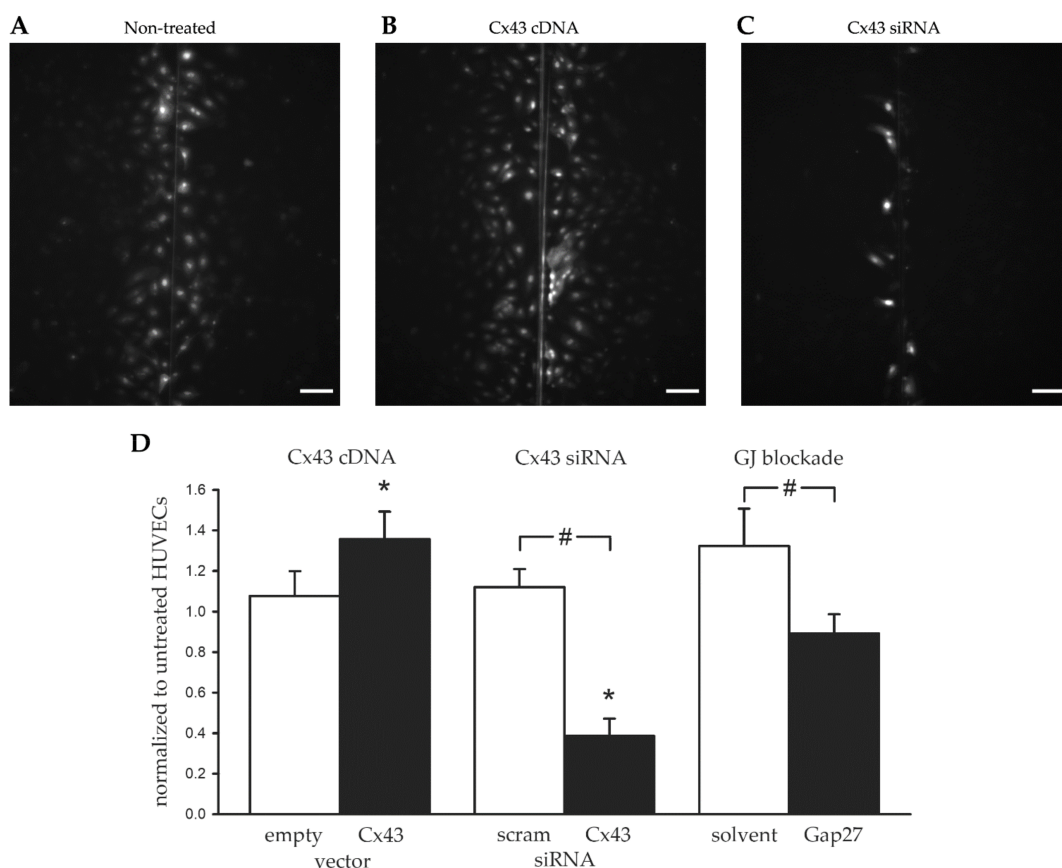 A B C
Non-treated Cx43 cDNA Cx43 siRNA
D
Cx43 cDNA Cx43 siRNA GJ blockade
normalized to untreated HUVECs
1.6
1.4
1.2
1.0
0.8
0.6
0.4
0.2
0.0
* # * #
empty Cx43 scram Cx43 solvent Gap27
vector siRNA